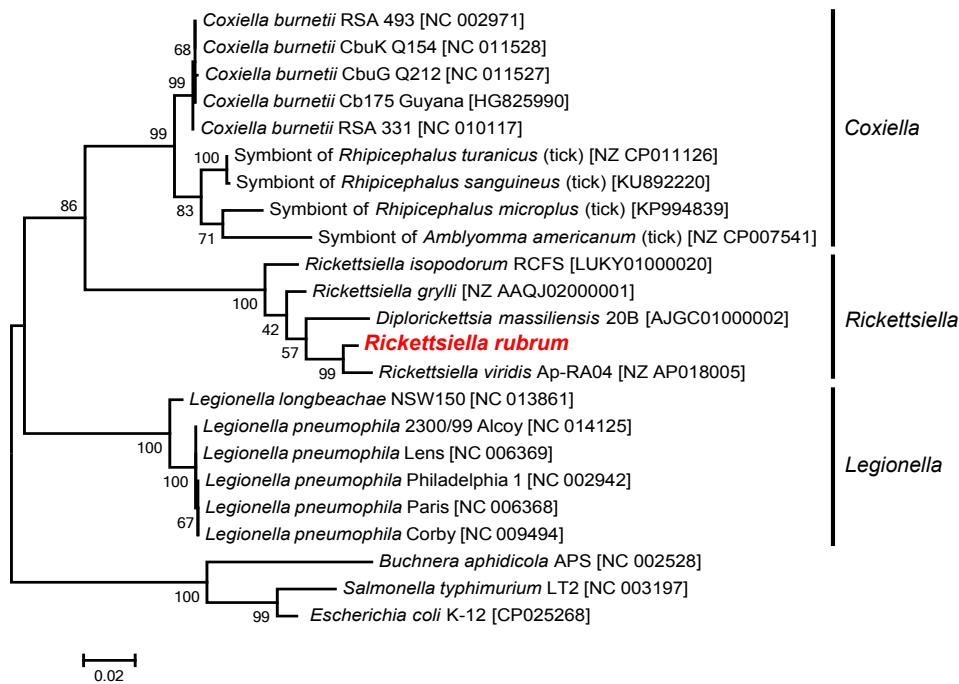 Coxiella burnetii RSA 493 [NC 002971]
68
Coxiella burnetii CbuK Q154 [NC 011528]
Coxiella burnetii CbuG Q212 [NC 011527]
99
Coxiella burnetii Cb175 Guyana [HG825990]
Coxiella burnetii RSA 331 [NC 010117]
Coxiella
99
100
Symbiont of Rhipicephalus turanicus (tick) [NZ CP011126]
Symbiont of Rhipicephalus sanguineus (tick) [KU892220]
86
83
Symbiont of Rhipicephalus microplus (tick) [KP994839]
71
Symbiont of Amblyomma americanum (tick) [NZ CP007541]
Rickettsiella isopodorum RCFS [LUKY01000020]
100
Rickettsiella grylli [NZ AAQJ02000001]
42
Diplorickettsia massiliensis 20B [AJGC01000002]
Rickettsiella
57
Rickettsiella rubrum
99
Rickettsiella viridis Ap-RA04 [NZ AP018005]
Legionella longbeachae NSW150 [NC 013861]
100
Legionella pneumophila 2300/99 Alcoy [NC 014125]
Legionella pneumophila Lens [NC 006369]
Legionella
100
Legionella pneumophila Philadelphia 1 [NC 002942]
Legionella pneumophila Paris [NC 006368]
67
Legionella pneumophila Corby [NC 009494]
Buchnera aphidicola APS [NC 002528]
100
Salmonella typhimurium LT2 [NC 003197]
99
Escherichia coli K-12 [CP025268]
0.02